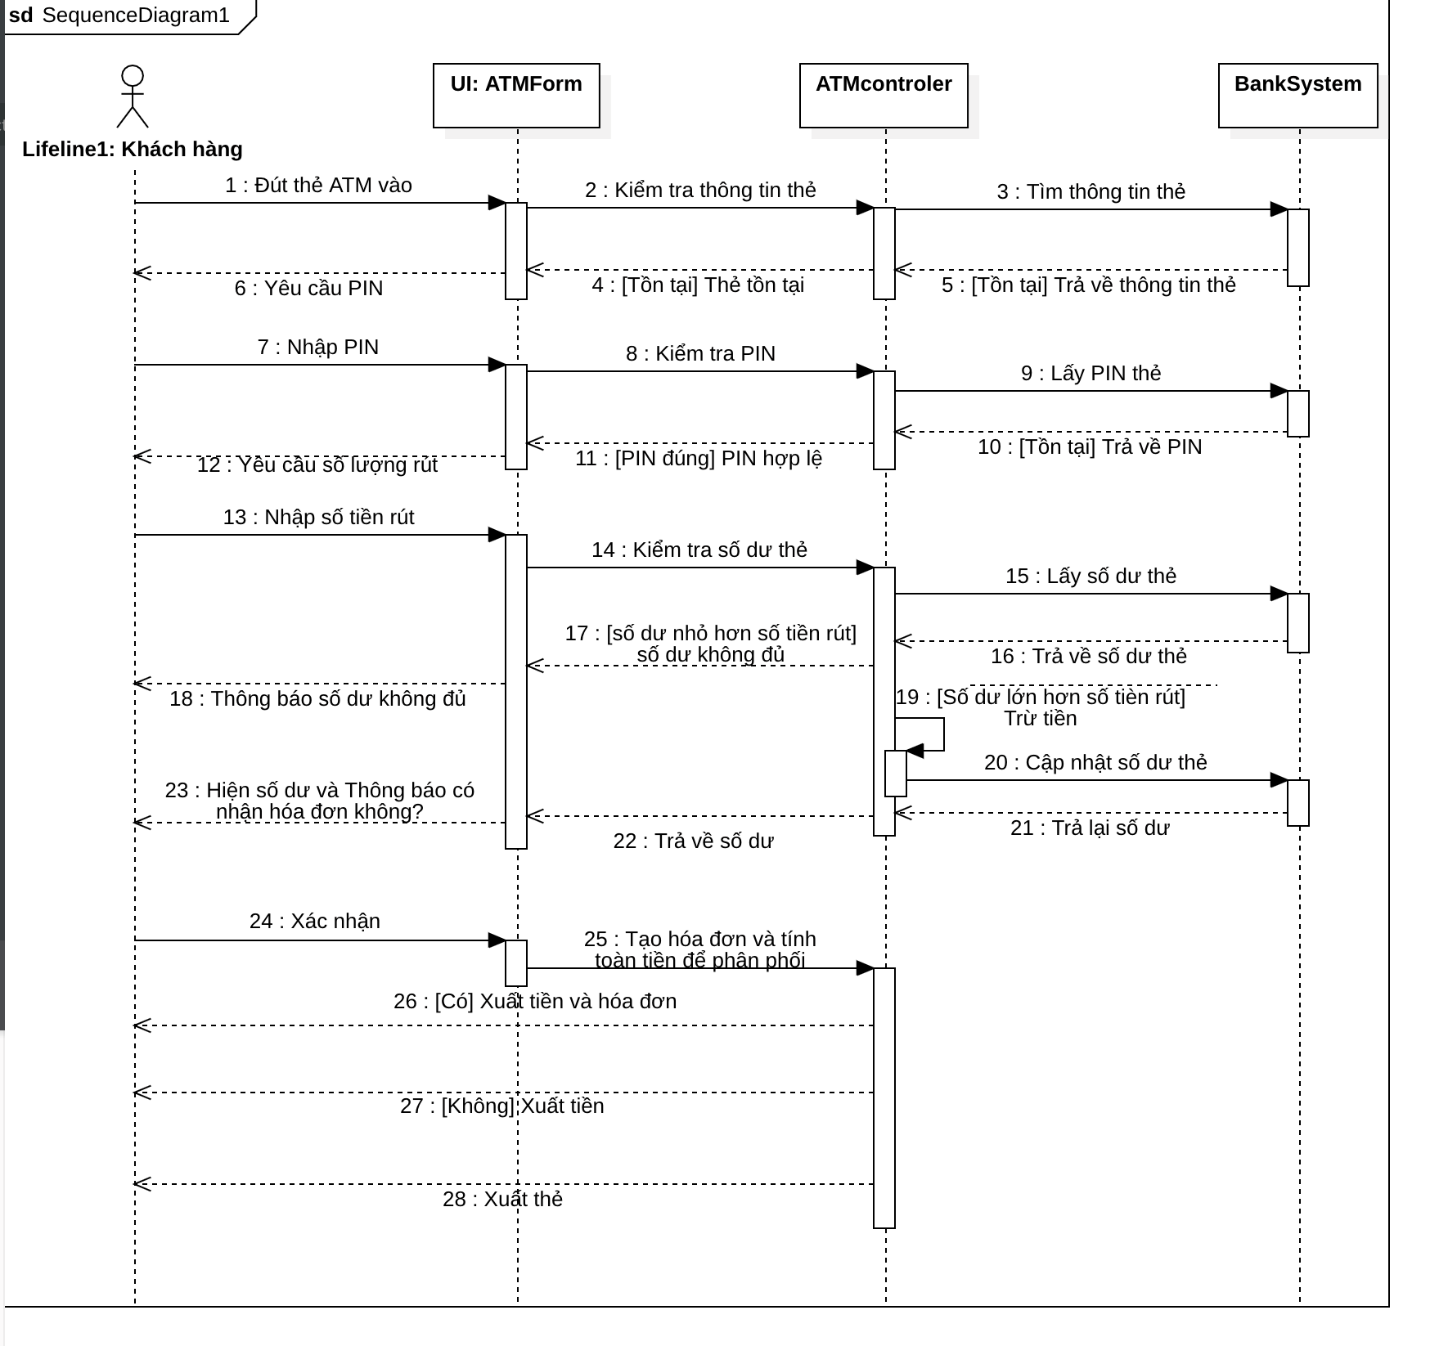 sd SequenceDiagram1
UI: ATMForm
ATMcontroler
BankSystem
Lifeline1: Khách hàng
1 : Đút thẻ ATM vào
2 : Kiểm tra thông tin thẻ
3 : Tìm thông tin thẻ
6 : Yêu cầu PIN
4 : [Tồn tại] Thẻ tồn tại
5 : [Tồn tại] Trả về thông tin thẻ
7 : Nhập PIN
8 : Kiểm tra PIN
9 : Lấy PIN thẻ
12 : Yêu cầu số lượng rút
11 : [PIN đúng] PIN hợp lệ
10 : [Tồn tại] Trả về PIN
13 : Nhập số tiền rút
14 : Kiểm tra số dư thẻ
15 : Lấy số dư thẻ
17 : [số dư nhỏ hơn số tiền rút]
số dư không đủ
16 : Trả về số dư thẻ
18 : Thông báo số dư không đủ
19 : [Số dư lớn hơn số tièn rút]
Trừ tiền
20 : Cập nhật số dư thẻ
23 : Hiện số dư và Thông báo có
nhận hóa đơn không?
22 : Trả về số dư
21 : Trả lại số dư
24 : Xác nhận
25 : Tạo hóa đơn và tính
toàn tiền để phân phối
26 : [Có] Xuất tiền và hóa đơn
27 : [Không] Xuất tiền
28 : Xuất thẻ